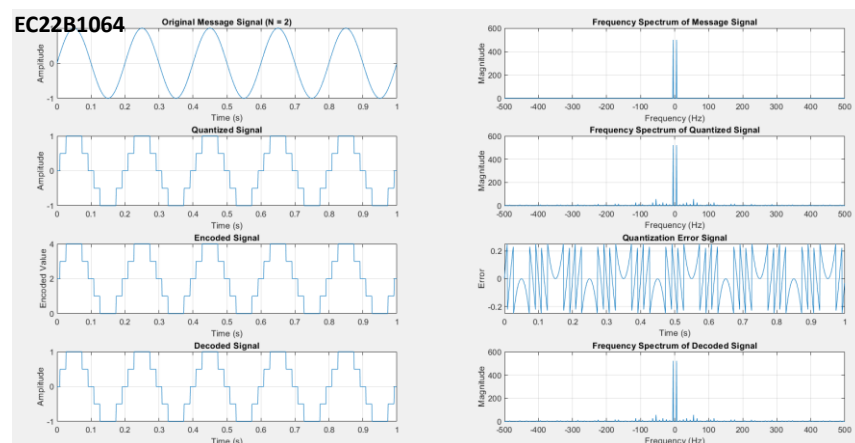 EC22B1064
Original Message Signal (N = 2)
Amplitude
1
0
-1
0 0.1 0.2 0.3 0.4 0.5 0.6 0.7 0.8 0.9 1
Time (s)
Quantized Signal
Amplitude
1
0
-1
0 0.1 0.2 0.3 0.4 0.5 0.6 0.7 0.8 0.9 1
Time (s)
Encoded Signal
Encoded Value
4
2
0
0 0.1 0.2 0.3 0.4 0.5 0.6 0.7 0.8 0.9 1
Time (s)
Decoded Signal
Amplitude
1
0
-1
0 0.1 0.2 0.3 0.4 0.5 0.6 0.7 0.8 0.9 1
Time (s)
Frequency Spectrum of Message Signal
Magnitude
600
400
200
0
-500 -400 -300 -200 -100 0 100 200 300 400 500
Frequency (Hz)
Frequency Spectrum of Quantized Signal
Magnitude
600
400
200
0
-500 -400 -300 -200 -100 0 100 200 300 400 500
Frequency (Hz)
Quantization Error Signal
Error
0.2
0
-0.2
0 0.1 0.2 0.3 0.4 0.5 0.6 0.7 0.8 0.9 1
Time (s)
Frequency Spectrum of Decoded Signal
Magnitude
600
400
200
0
-500 -400 -300 -200 -100 0 100 200 300 400 500
Frequency (Hz)